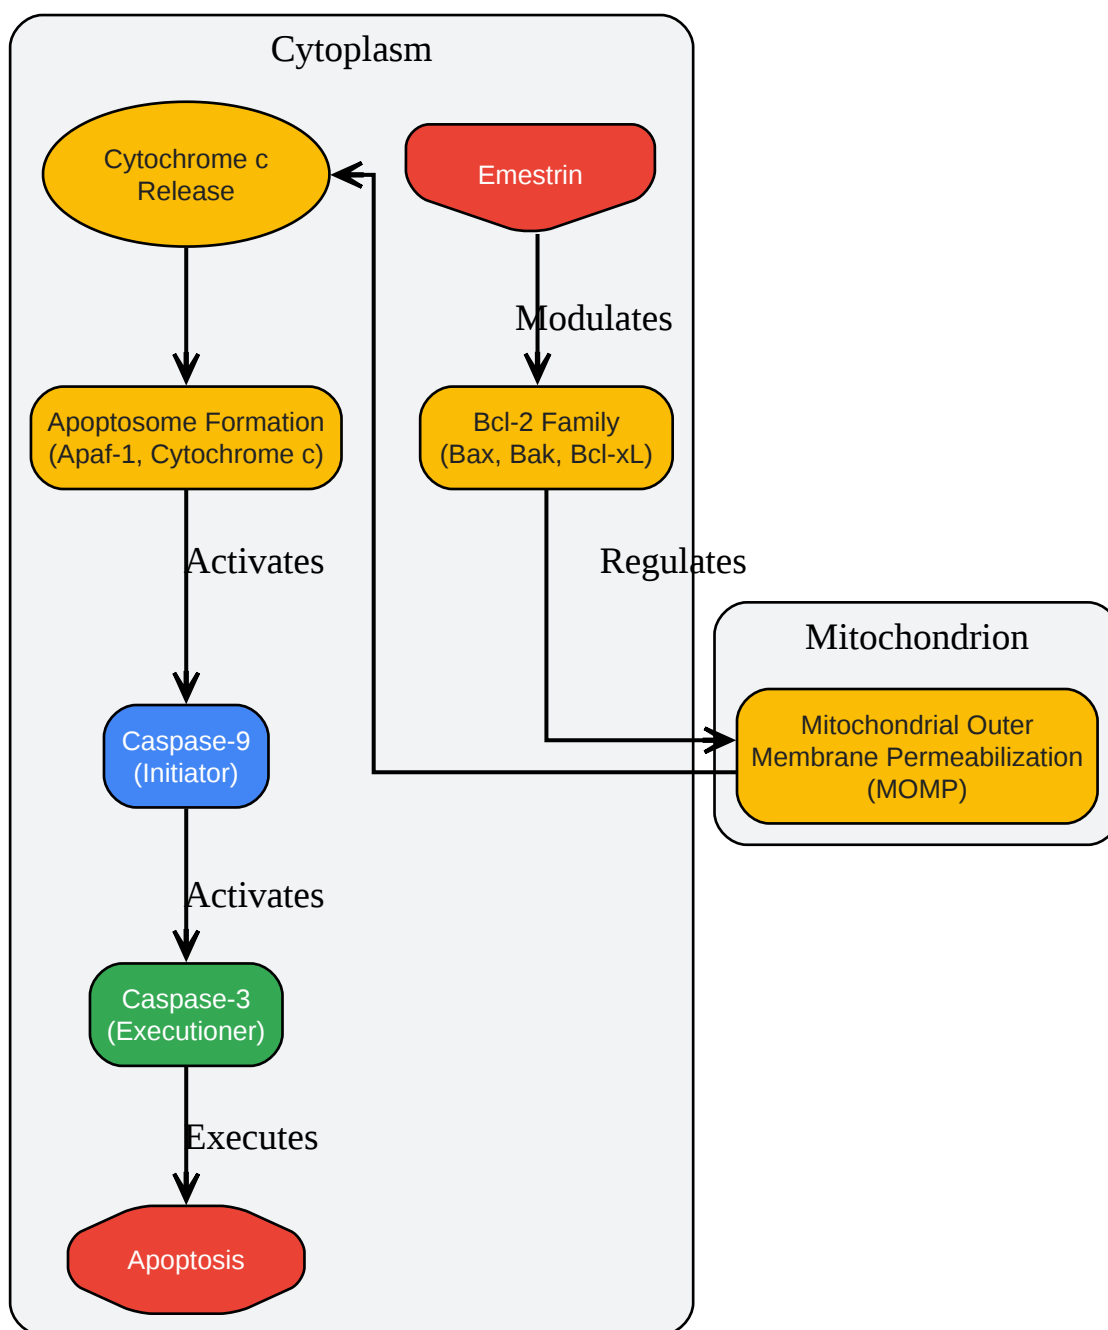 Cytoplasm
Cytochrome c
Release
Emestrin
Modulates
Apoptosome Formation
(Apaf-1, Cytochrome c)
Bcl-2 Family
(Bax, Bak, Bcl-xL)
Activates
Regulates
Mitochondrion
Mitochondrial Outer
Membrane Permeabilization
(MOMP)
Caspase-9
(Initiator)
Activates
Caspase-3
(Executioner)
Executes
Apoptosis